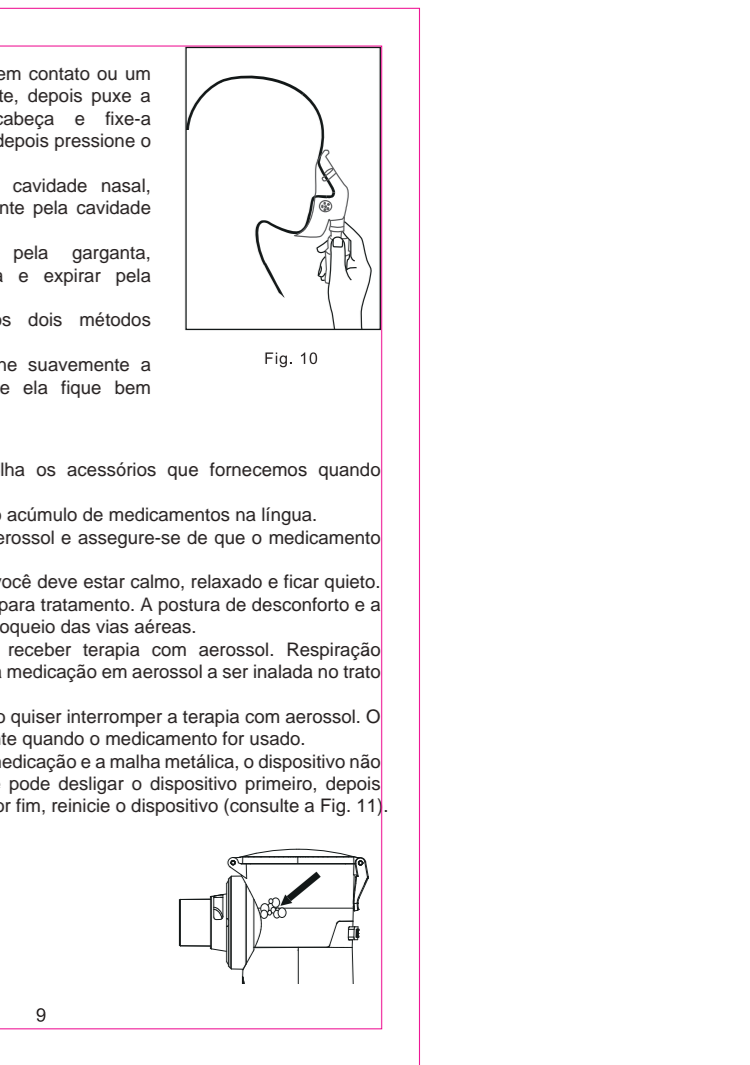 em contato ou um
te, depois puxe a
cabeça e fixe-a
depois pressione o
cavidade nasal,
nte pela cavidade
pela garganta,
a e expirar pela
os dois métodos
ne suavemente a
e ela fique bem
Fig. 10
lha os acessórios que fornecemos quando
o acúmulo de medicamentos na língua.
erossol e assegure-se de que o medicamento
você deve estar calmo, relaxado e ficar quieto.
para tratamento. A postura de desconforto e a
oqueio das vias aéreas.
receber terapia com aerossol. Respiração
a medicação em aerossol a ser inalada no trato
o quiser interromper a terapia com aerossol. O
nte quando o medicamento for usado.
medicação e a malha metálica, o dispositivo não
pode desligar o dispositivo primeiro, depois
or fim, reinicie o dispositivo (consulte a Fig. 11).
9